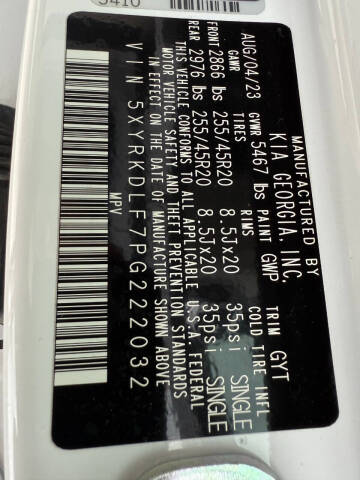 5410
MANUFACTURED BY
KIA GEORGIA, INC.
AUG/04/23 GVWR 5467 lbs PAINT GWP TRIM GYT
GAWR TIRES RIMS COLD TIRE INFL
FRONT 2866 lbs 255/45R20 8.5Jx20 35psi SINGLE
REAR 2976 lbs 255/45R20 8.5Jx20 35psi SINGLE
THIS VEHICLE CONFORMS TO ALL APPLICABLE U.S.A. FEDERAL
MOTOR VEHICLE SAFETY AND THEFT PREVENTION STANDARDS
IN EFFECT ON THE DATE OF MANUFACTURE SHOWN ABOVE
VIN 5XYRKDLF7PG222032
MPV